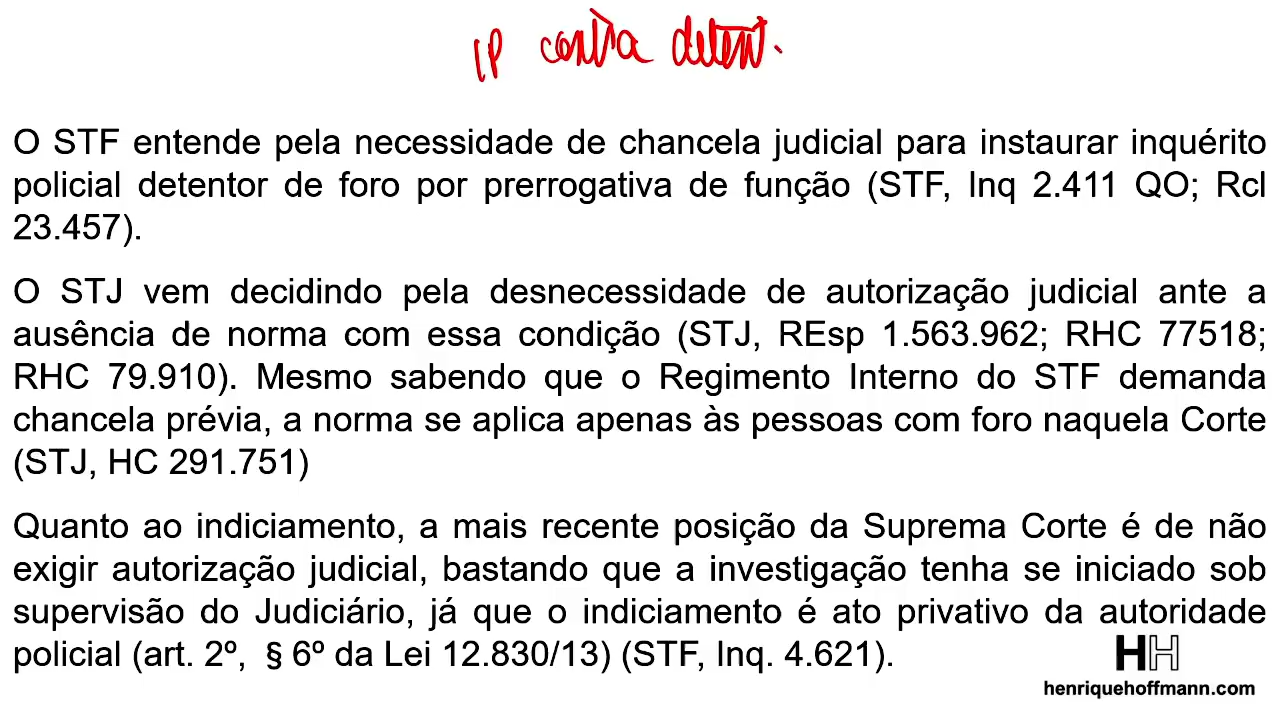 IP contra detent.
O STF entende pela necessidade de chancela judicial para instaurar inquérito
policial detentor de foro por prerrogativa de função (STF, Inq 2.411 QO; Rcl
23.457).
O STJ vem decidindo pela desnecessidade de autorização judicial ante a
ausência de norma com essa condição (STJ, REsp 1.563.962; RHC 77518;
RHC 79.910). Mesmo sabendo que o Regimento Interno do STF demanda
chancela prévia, a norma se aplica apenas às pessoas com foro naquela Corte
(STJ, HC 291.751)
Quanto ao indiciamento, a mais recente posição da Suprema Corte é de não
exigir autorização judicial, bastando que a investigação tenha se iniciado sob
supervisão do Judiciário, já que o indiciamento é ato privativo da autoridade
policial (art. 2º, § 6º da Lei 12.830/13) (STF, Inq. 4.621).
HH
henriquehoffmann.com